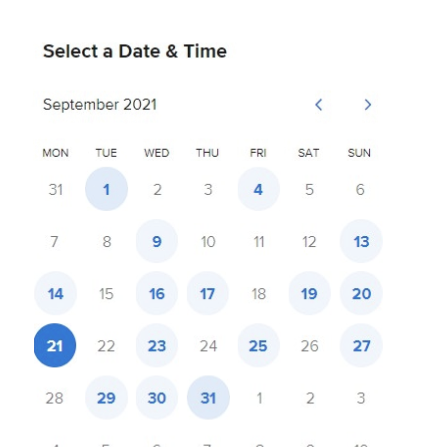 Select a Date & Time
September 2021
MON TUE WED THU FRI SAT SUN
31 1 2 3 4 5 6
7 8 9 10 11 12 13
14 15 16 17 18 19 20
21 22 23 24 25 26 27
28 29 30 31 1 2 3